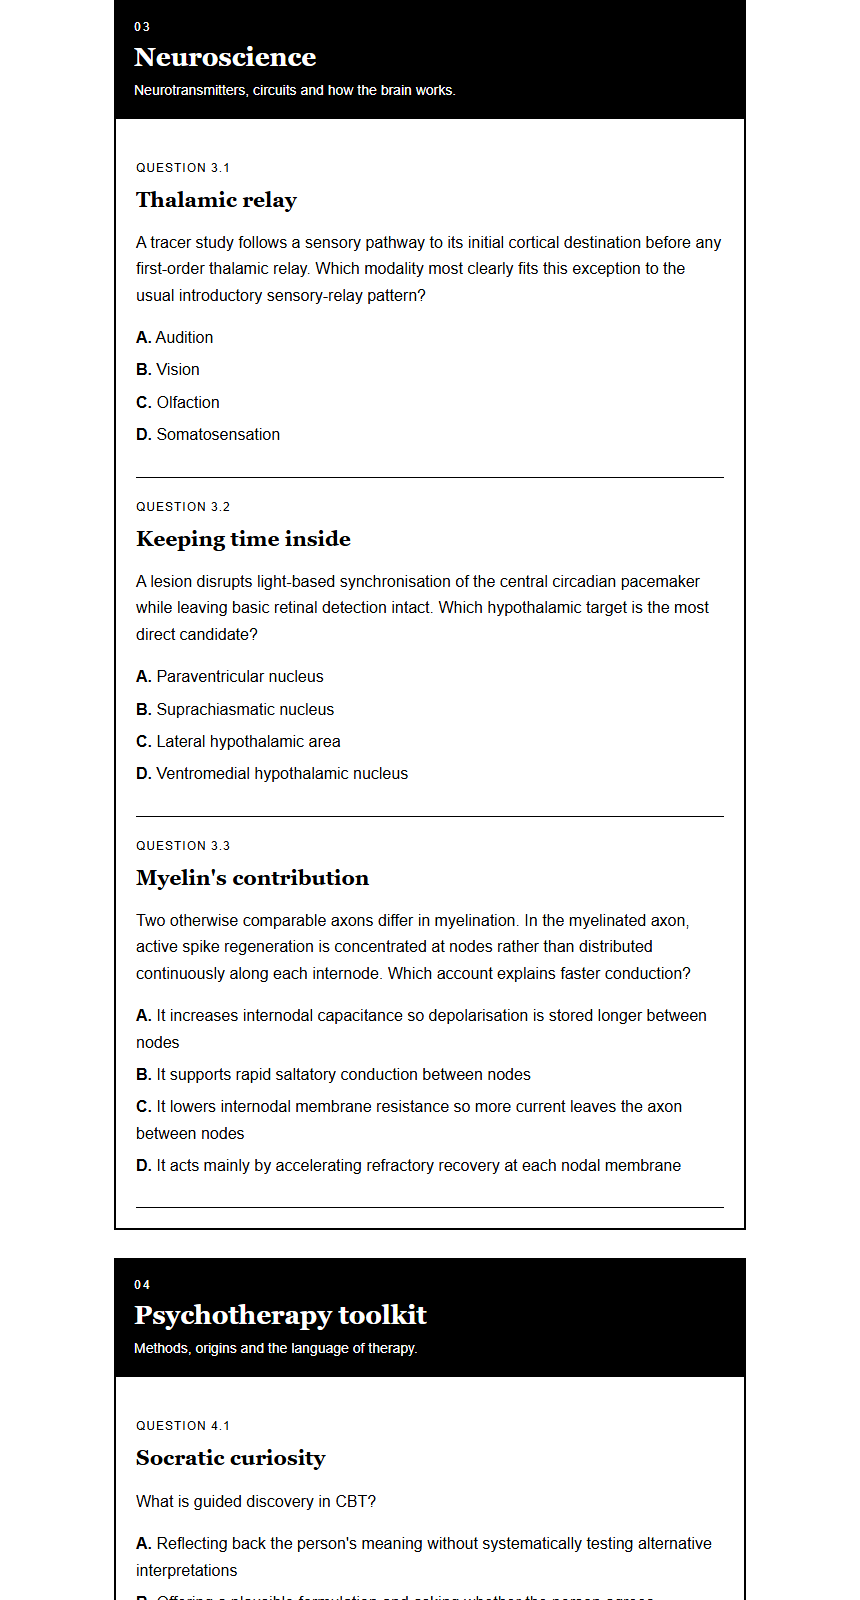 03
Neuroscience
Neurotransmitters, circuits and how the brain works.
QUESTION 3.1
Thalamic relay
A tracer study follows a sensory pathway to its initial cortical destination before any
first-order thalamic relay. Which modality most clearly fits this exception to the
usual introductory sensory-relay pattern?
A. Audition
B. Vision
C. Olfaction
D. Somatosensation
QUESTION 3.2
Keeping time inside
A lesion disrupts light-based synchronisation of the central circadian pacemaker
while leaving basic retinal detection intact. Which hypothalamic target is the most
direct candidate?
A. Paraventricular nucleus
B. Suprachiasmatic nucleus
C. Lateral hypothalamic area
D. Ventromedial hypothalamic nucleus
QUESTION 3.3
Myelin's contribution
Two otherwise comparable axons differ in myelination. In the myelinated axon,
active spike regeneration is concentrated at nodes rather than distributed
continuously along each internode. Which account explains faster conduction?
A. It increases internodal capacitance so depolarisation is stored longer between
nodes
B. It supports rapid saltatory conduction between nodes
C. It lowers internodal membrane resistance so more current leaves the axon
between nodes
D. It acts mainly by accelerating refractory recovery at each nodal membrane
04
Psychotherapy toolkit
Methods, origins and the language of therapy.
QUESTION 4.1
Socratic curiosity
What is guided discovery in CBT?
A. Reflecting back the person's meaning without systematically testing alternative
interpretations
B. Offering a plausible formulation and asking whether the person agrees